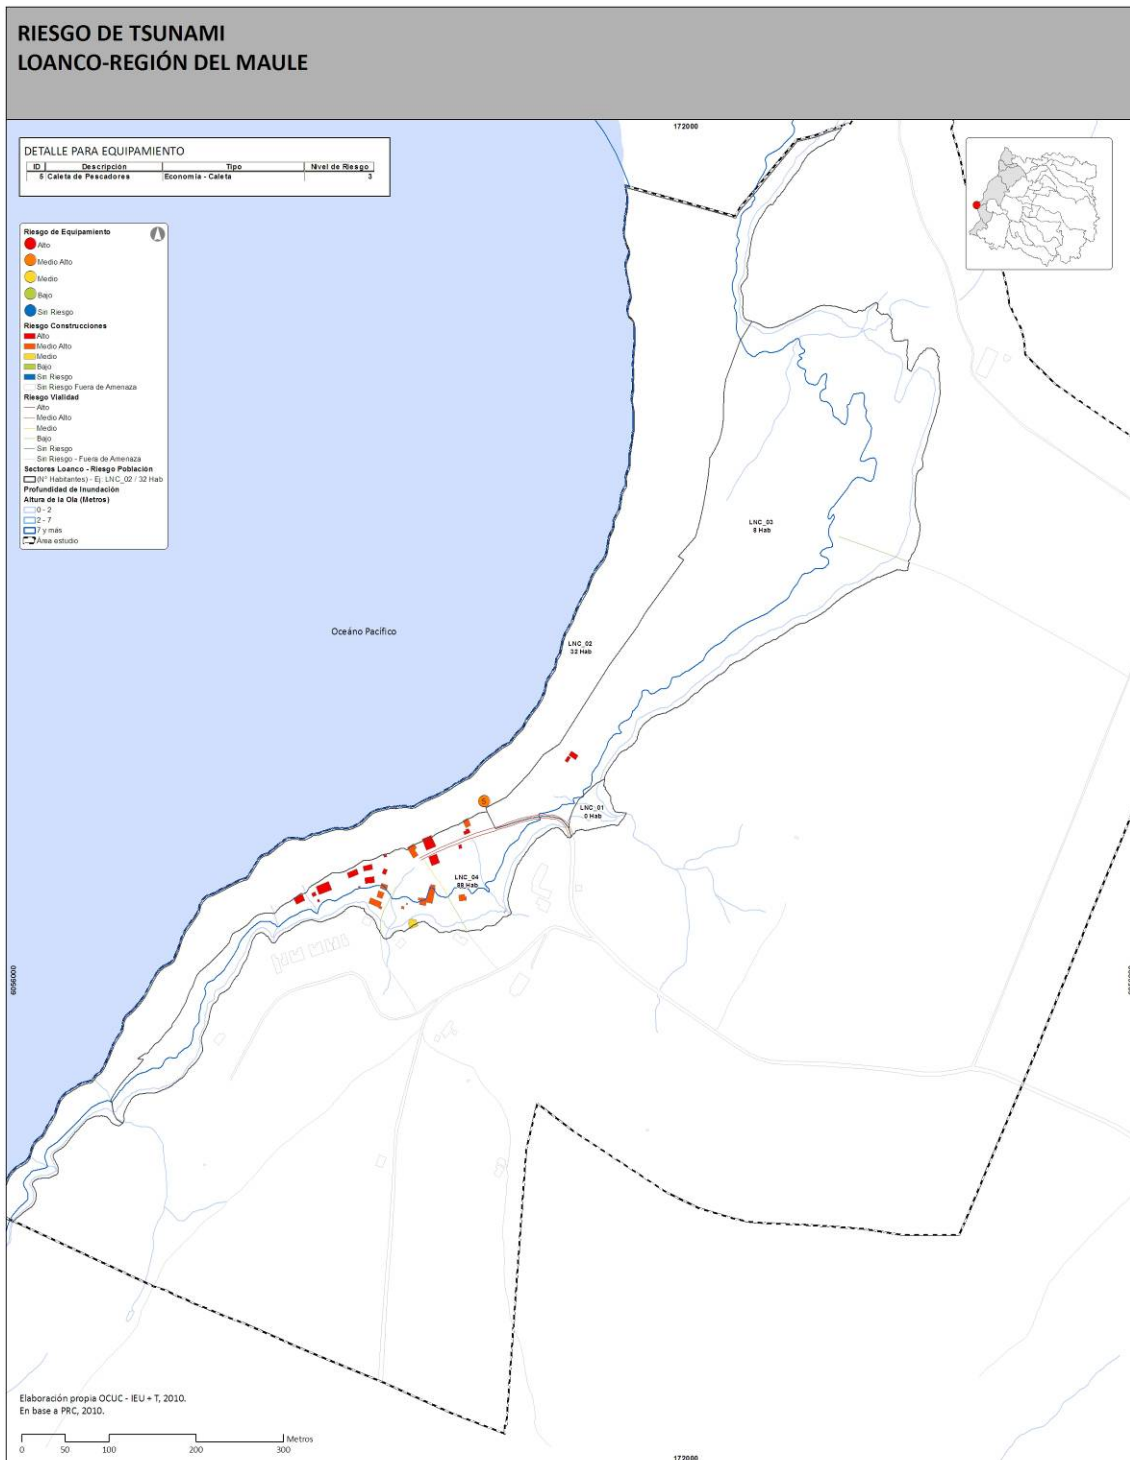 RIESGO DE TSUNAMI
LOANCO-REGIÓN DEL MAULE
172000
DETALLE PARA EQUIPAMIENTO
ID Descripción Tipo Nivel de Riesgo
5 Caleta de Pescadores Economía - Caleta 3
Riesgo de Equipamiento
Alto
Medio Alto
Medio
Bajo
Sin Riesgo
Riesgo Construcciones
Alto
Medio Alto
Medio
Bajo
Sin Riesgo
Sin Riesgo Fuera de Amenaza
Riesgo Vialidad
Alto
Medio Alto
Medio
Bajo
Sin Riesgo
Sin Riesgo - Fuera de Amenaza
Sectores Loanco - Riesgo Población
(N° Habitantes) - Ej: LNC_02 / 32 Hab
Profundidad de Inundación
Altura de la Ola (Metros)
0 - 2
2 - 7
7 y más
Área estudio
LNC_03
8 Hab
Oceáno Pacífico
LNC_02
32 Hab
5
LNC_01
0 Hab
LNC_04
88 Hab
6056000
Elaboración propia OCUC - IEU + T, 2010.
En base a PRC, 2010.
Metros
0 50 100 200 300
172000